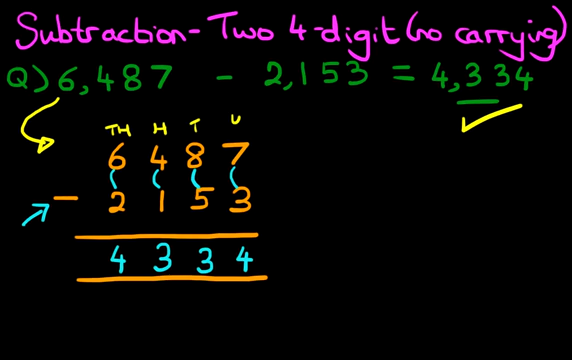 Subtraction - Two 4-digit (no carrying)
Q) 6,487 - 2,153 = 4,334
TH H T U
6 4 8 7
- 2 1 5 3
4 3 3 4